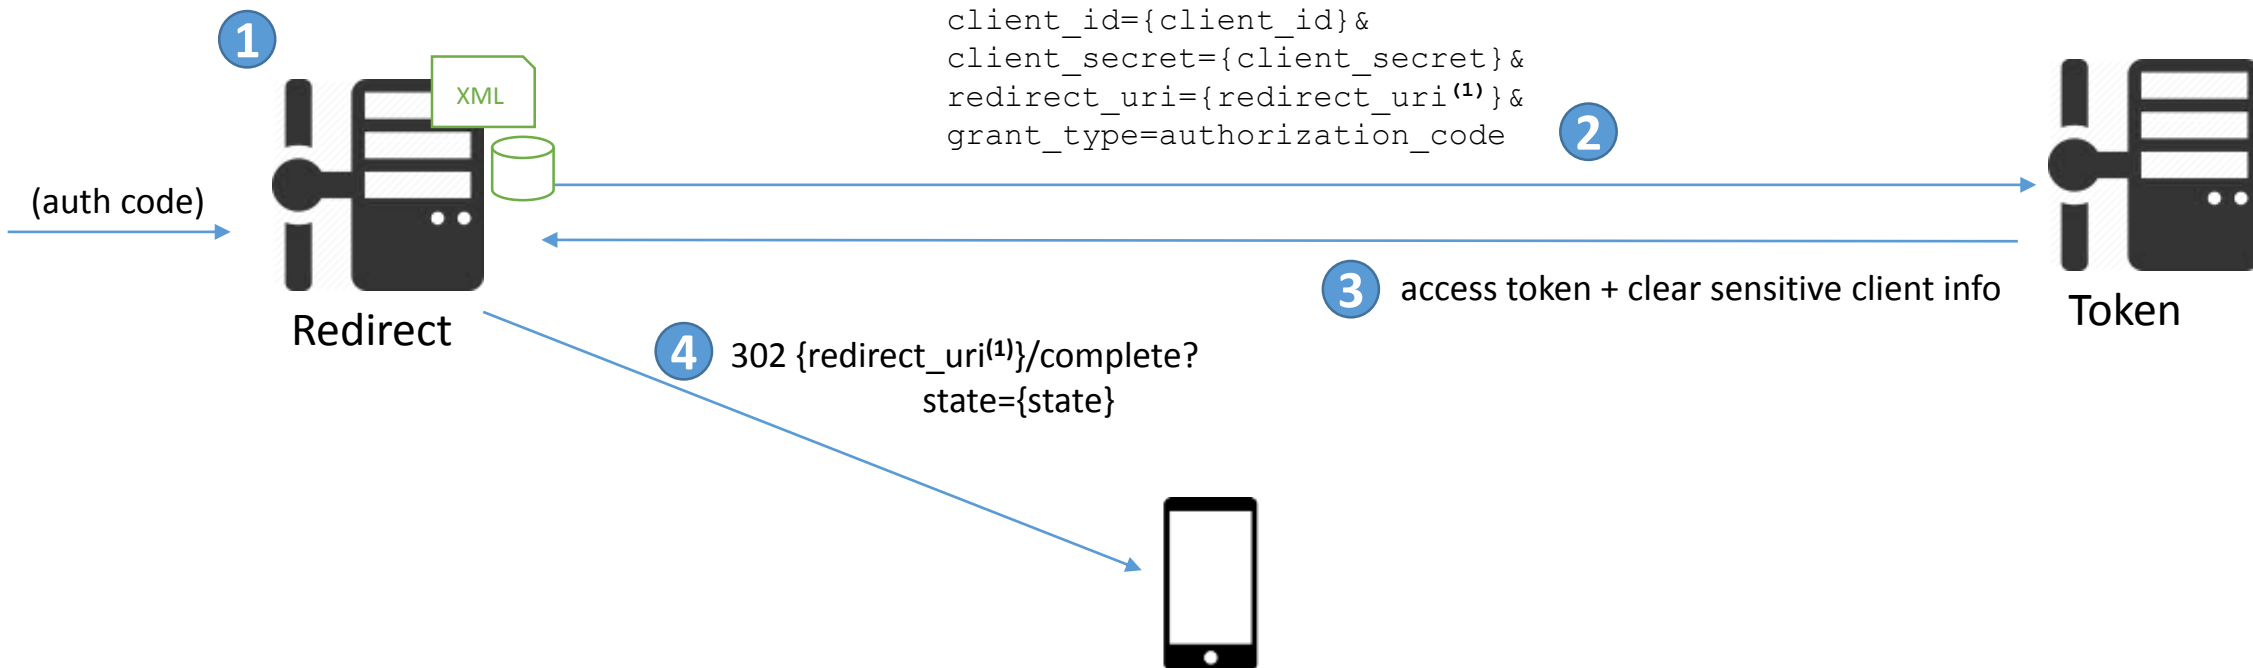 1
XML
(auth code)
Redirect
client_id={client_id}&
client_secret={client_secret}&
redirect_uri={redirect_uri(1)}&
grant_type=authorization_code
2
3
access token + clear sensitive client info
Token
4
302 {redirect_uri(1)}/complete?
state={state}